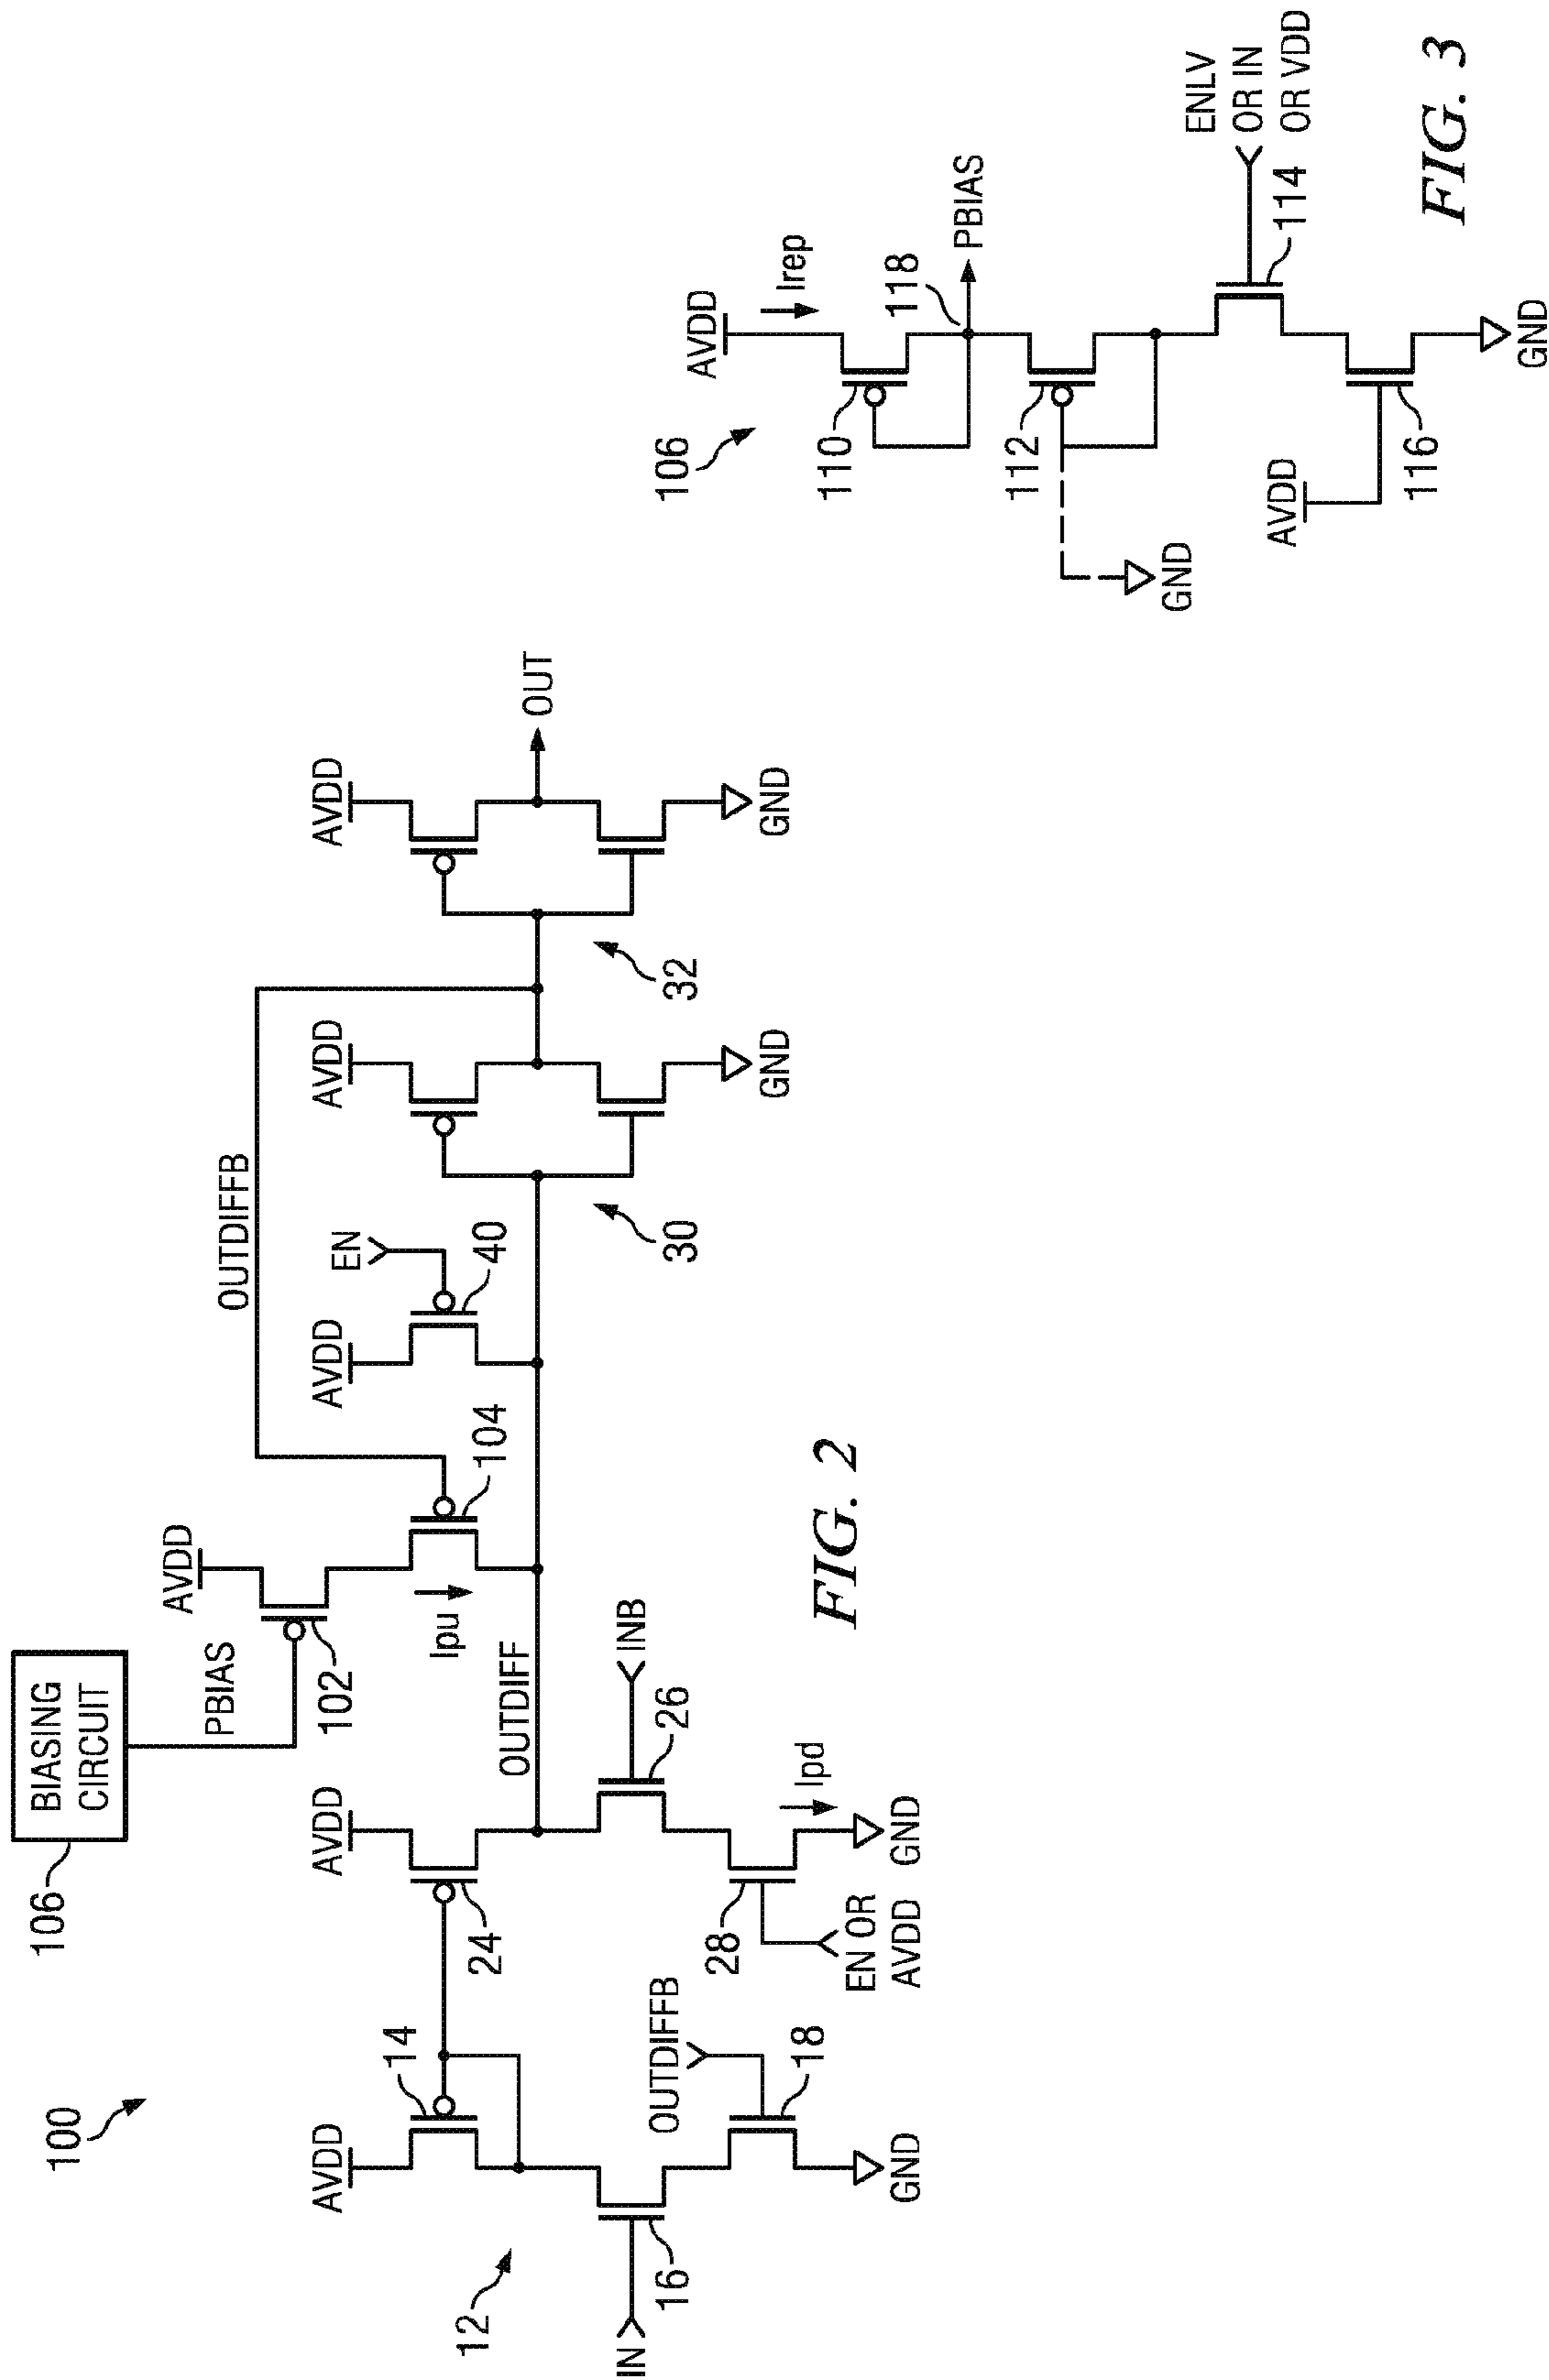 100
106
BIASING
CIRCUIT
PBIAS
AVDD
102
OUTDIFFB
AVDD
14
AVDD
24
Ipu
104
AVDD
EN
40
AVDD
AVDD
OUTDIFF
OUT
12
IN
16
OUTDIFFB
18
GND
INB
26
28
EN OR
AVDD
Ipd
GND
30
GND
32
GND
FIG. 2
106
AVDD
Irep
110
118
PBIAS
112
GND
ENLV
OR IN
OR VDD
114
AVDD
116
GND
FIG. 3